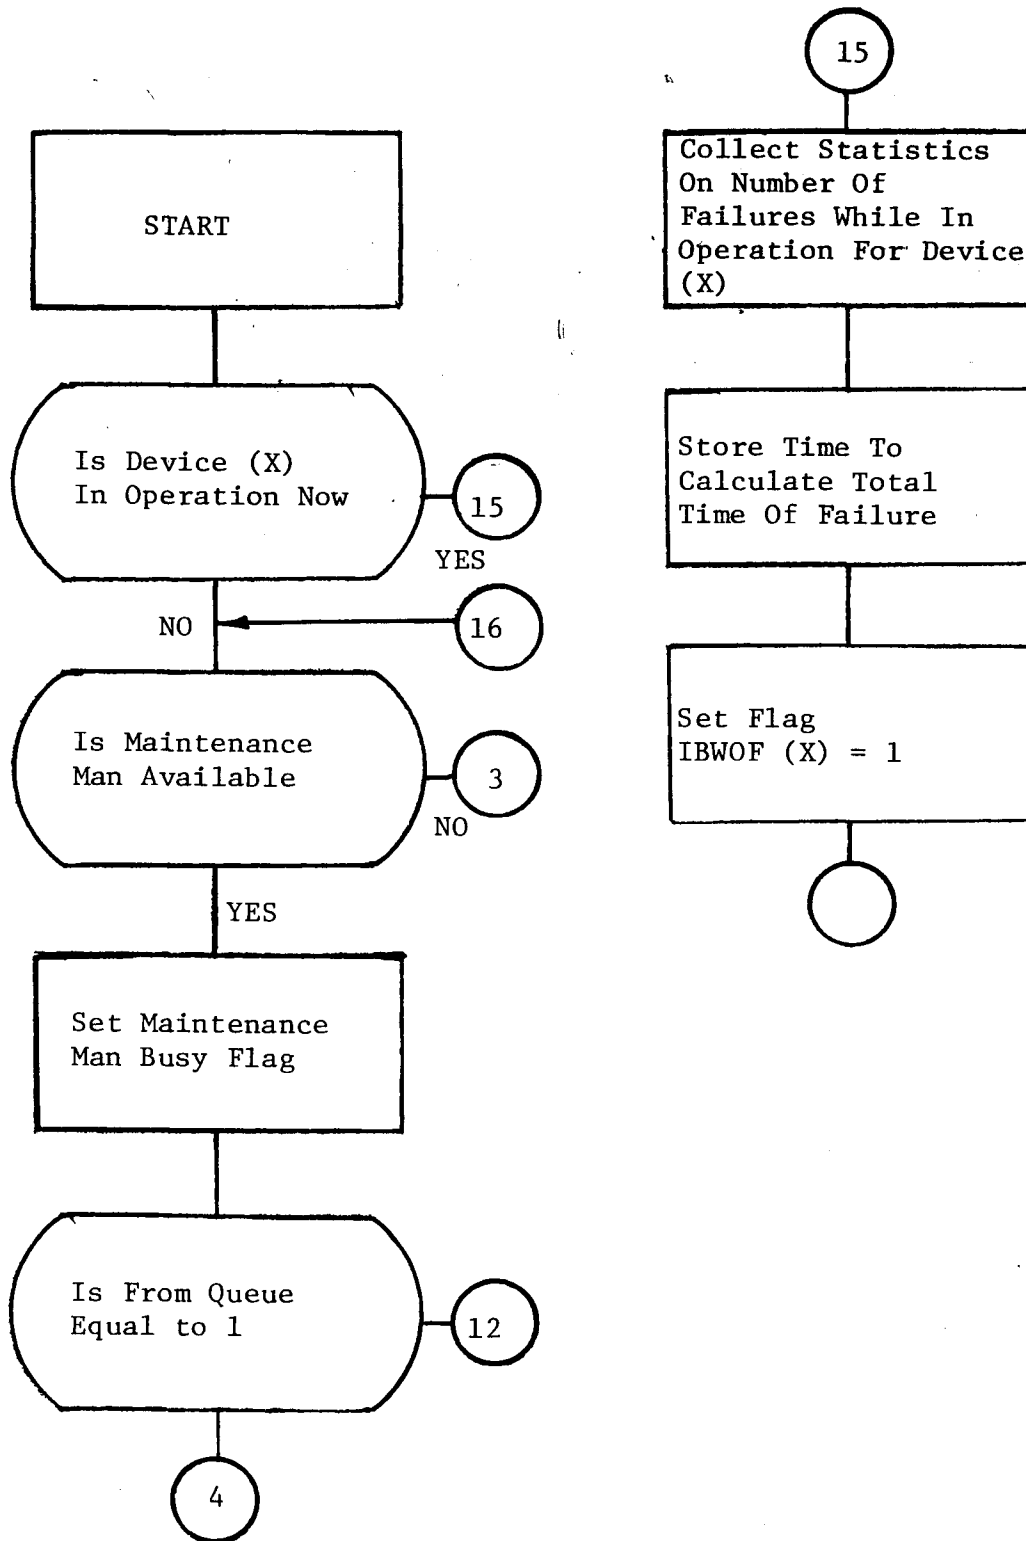 START
Is Device (X)
In Operation Now
15
YES
NO
16
Is Maintenance
Man Available
3
NO
YES
Set Maintenance
Man Busy Flag
Is From Queue
Equal to 1
12
4
15
Collect Statistics
On Number Of
Failures While In
Operation For Device
(X)
Store Time To
Calculate Total
Time Of Failure
Set Flag
IBWOF (X) = 1